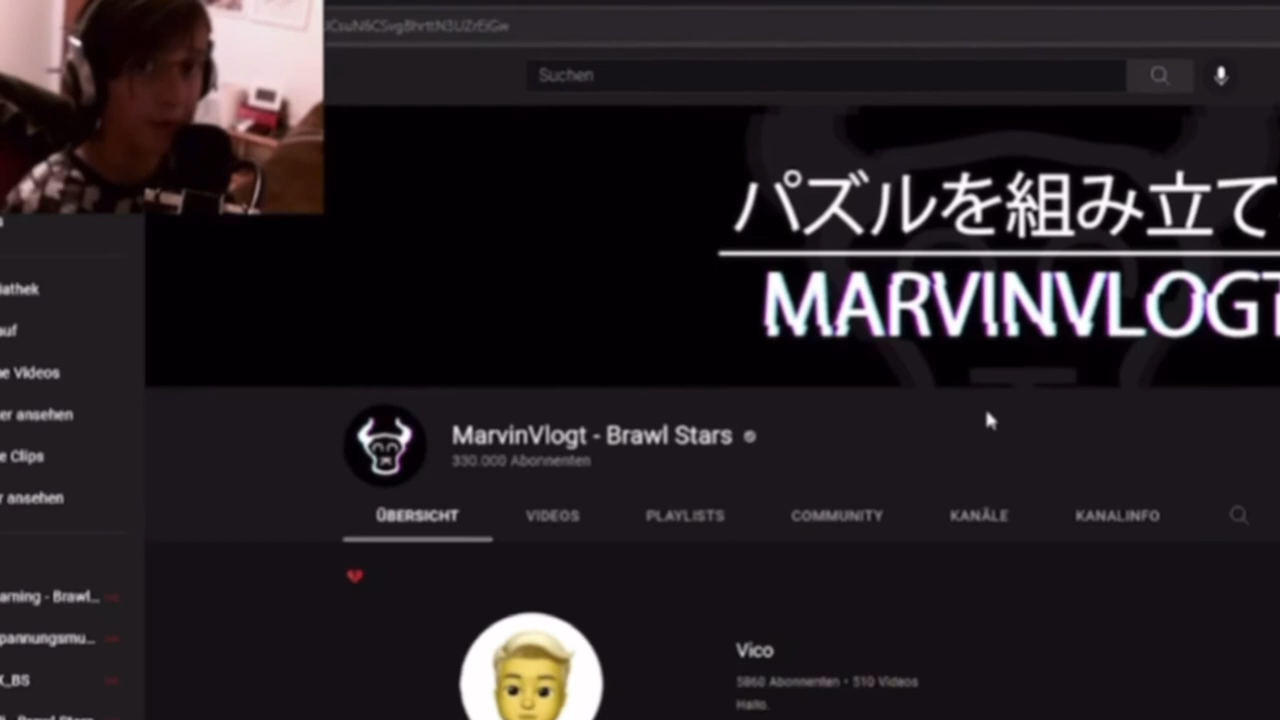 Suchen
パズルを組み立て
MARVINVLOGT
MarvinVlogt - Brawl Stars
330.000 Abonnenten
ÜBERSICHT
VIDEOS
PLAYLISTS
COMMUNITY
KANÄLE
KANALINFO
iathek
auf
ne Videos
er ansehen
e Clips
r ansehen
arning - Brawl...
pannungsmu...
X_BS
Vico
5860 Abonnenten • 510 Videos
Hallo.